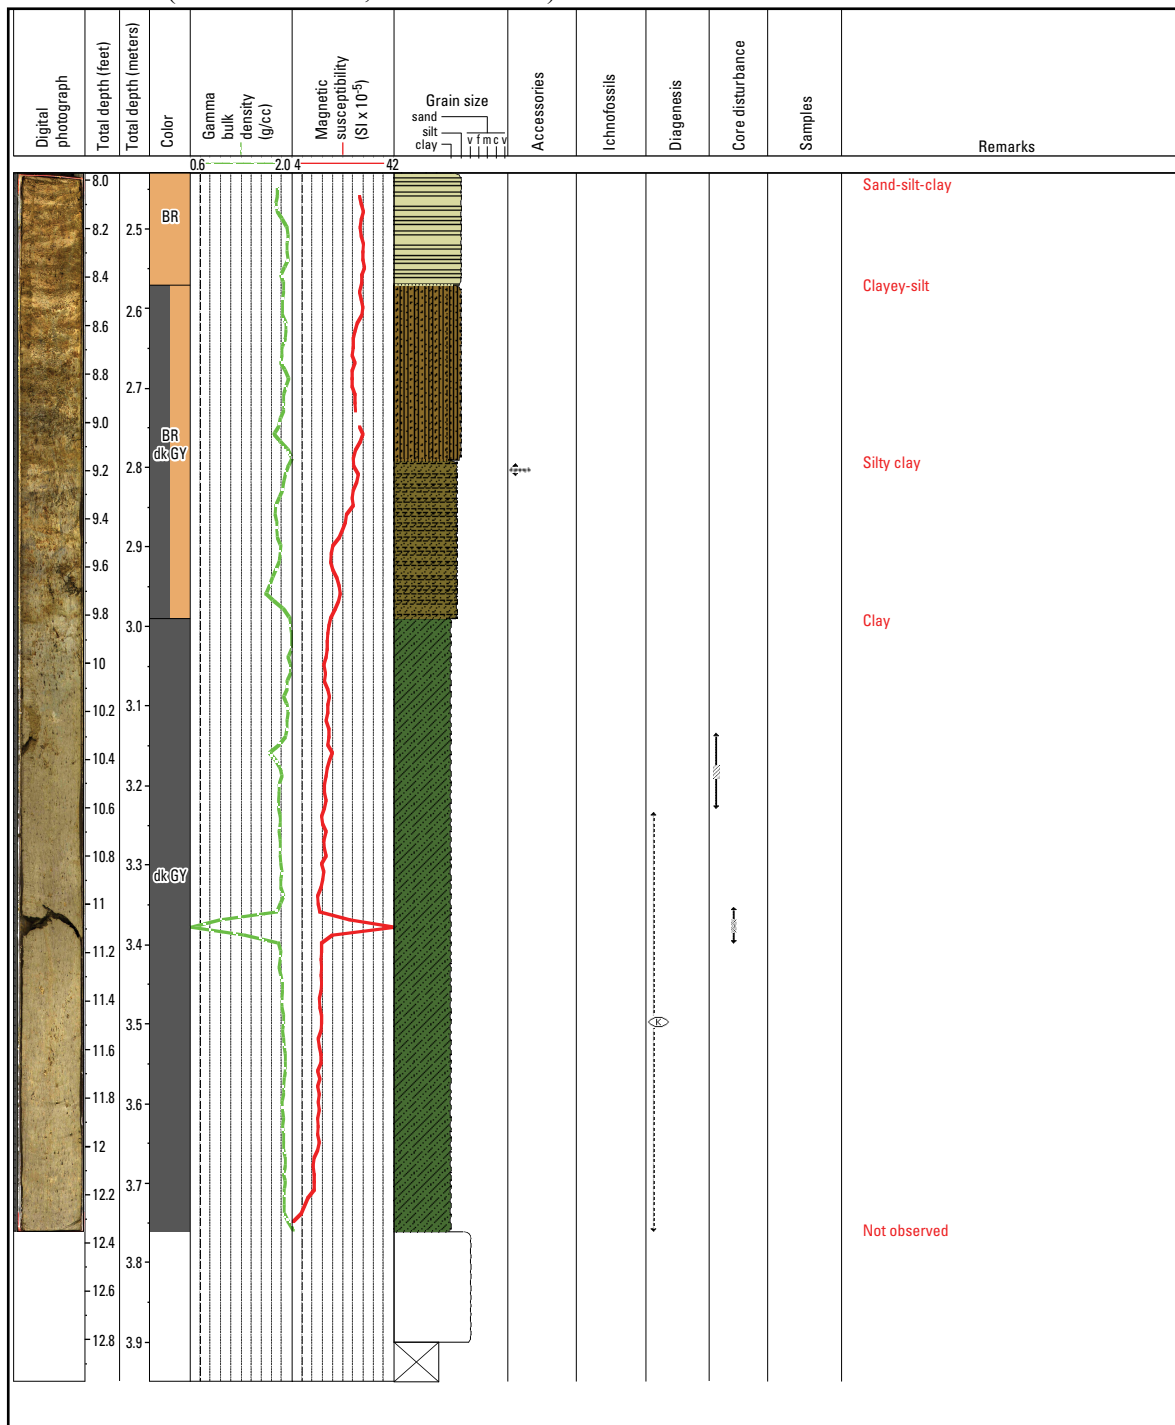 Digital photograph
Total depth (feet)
Total depth (meters)
Color
Gamma bulk density (g/cc)
Magnetic susceptibility (SI x 10-5)
Grain size
sand
silt
clay
v f m c v
Accessories
Ichnofossils
Diagenesis
Core disturbance
Samples
Remarks
0.6 2.0 4 42
8.0
8.2
8.4
8.6
8.8
9.0
9.2
9.4
9.6
9.8
10
10.2
10.4
10.6
10.8
11
11.2
11.4
11.6
11.8
12
12.2
12.4
12.6
12.8
2.5
2.6
2.7
2.8
2.9
3.0
3.1
3.2
3.3
3.4
3.5
3.6
3.7
3.8
3.9
BR
BR
dk GY
dk GY
K
Sand-silt-clay
Clayey-silt
Silty clay
Clay
Not observed